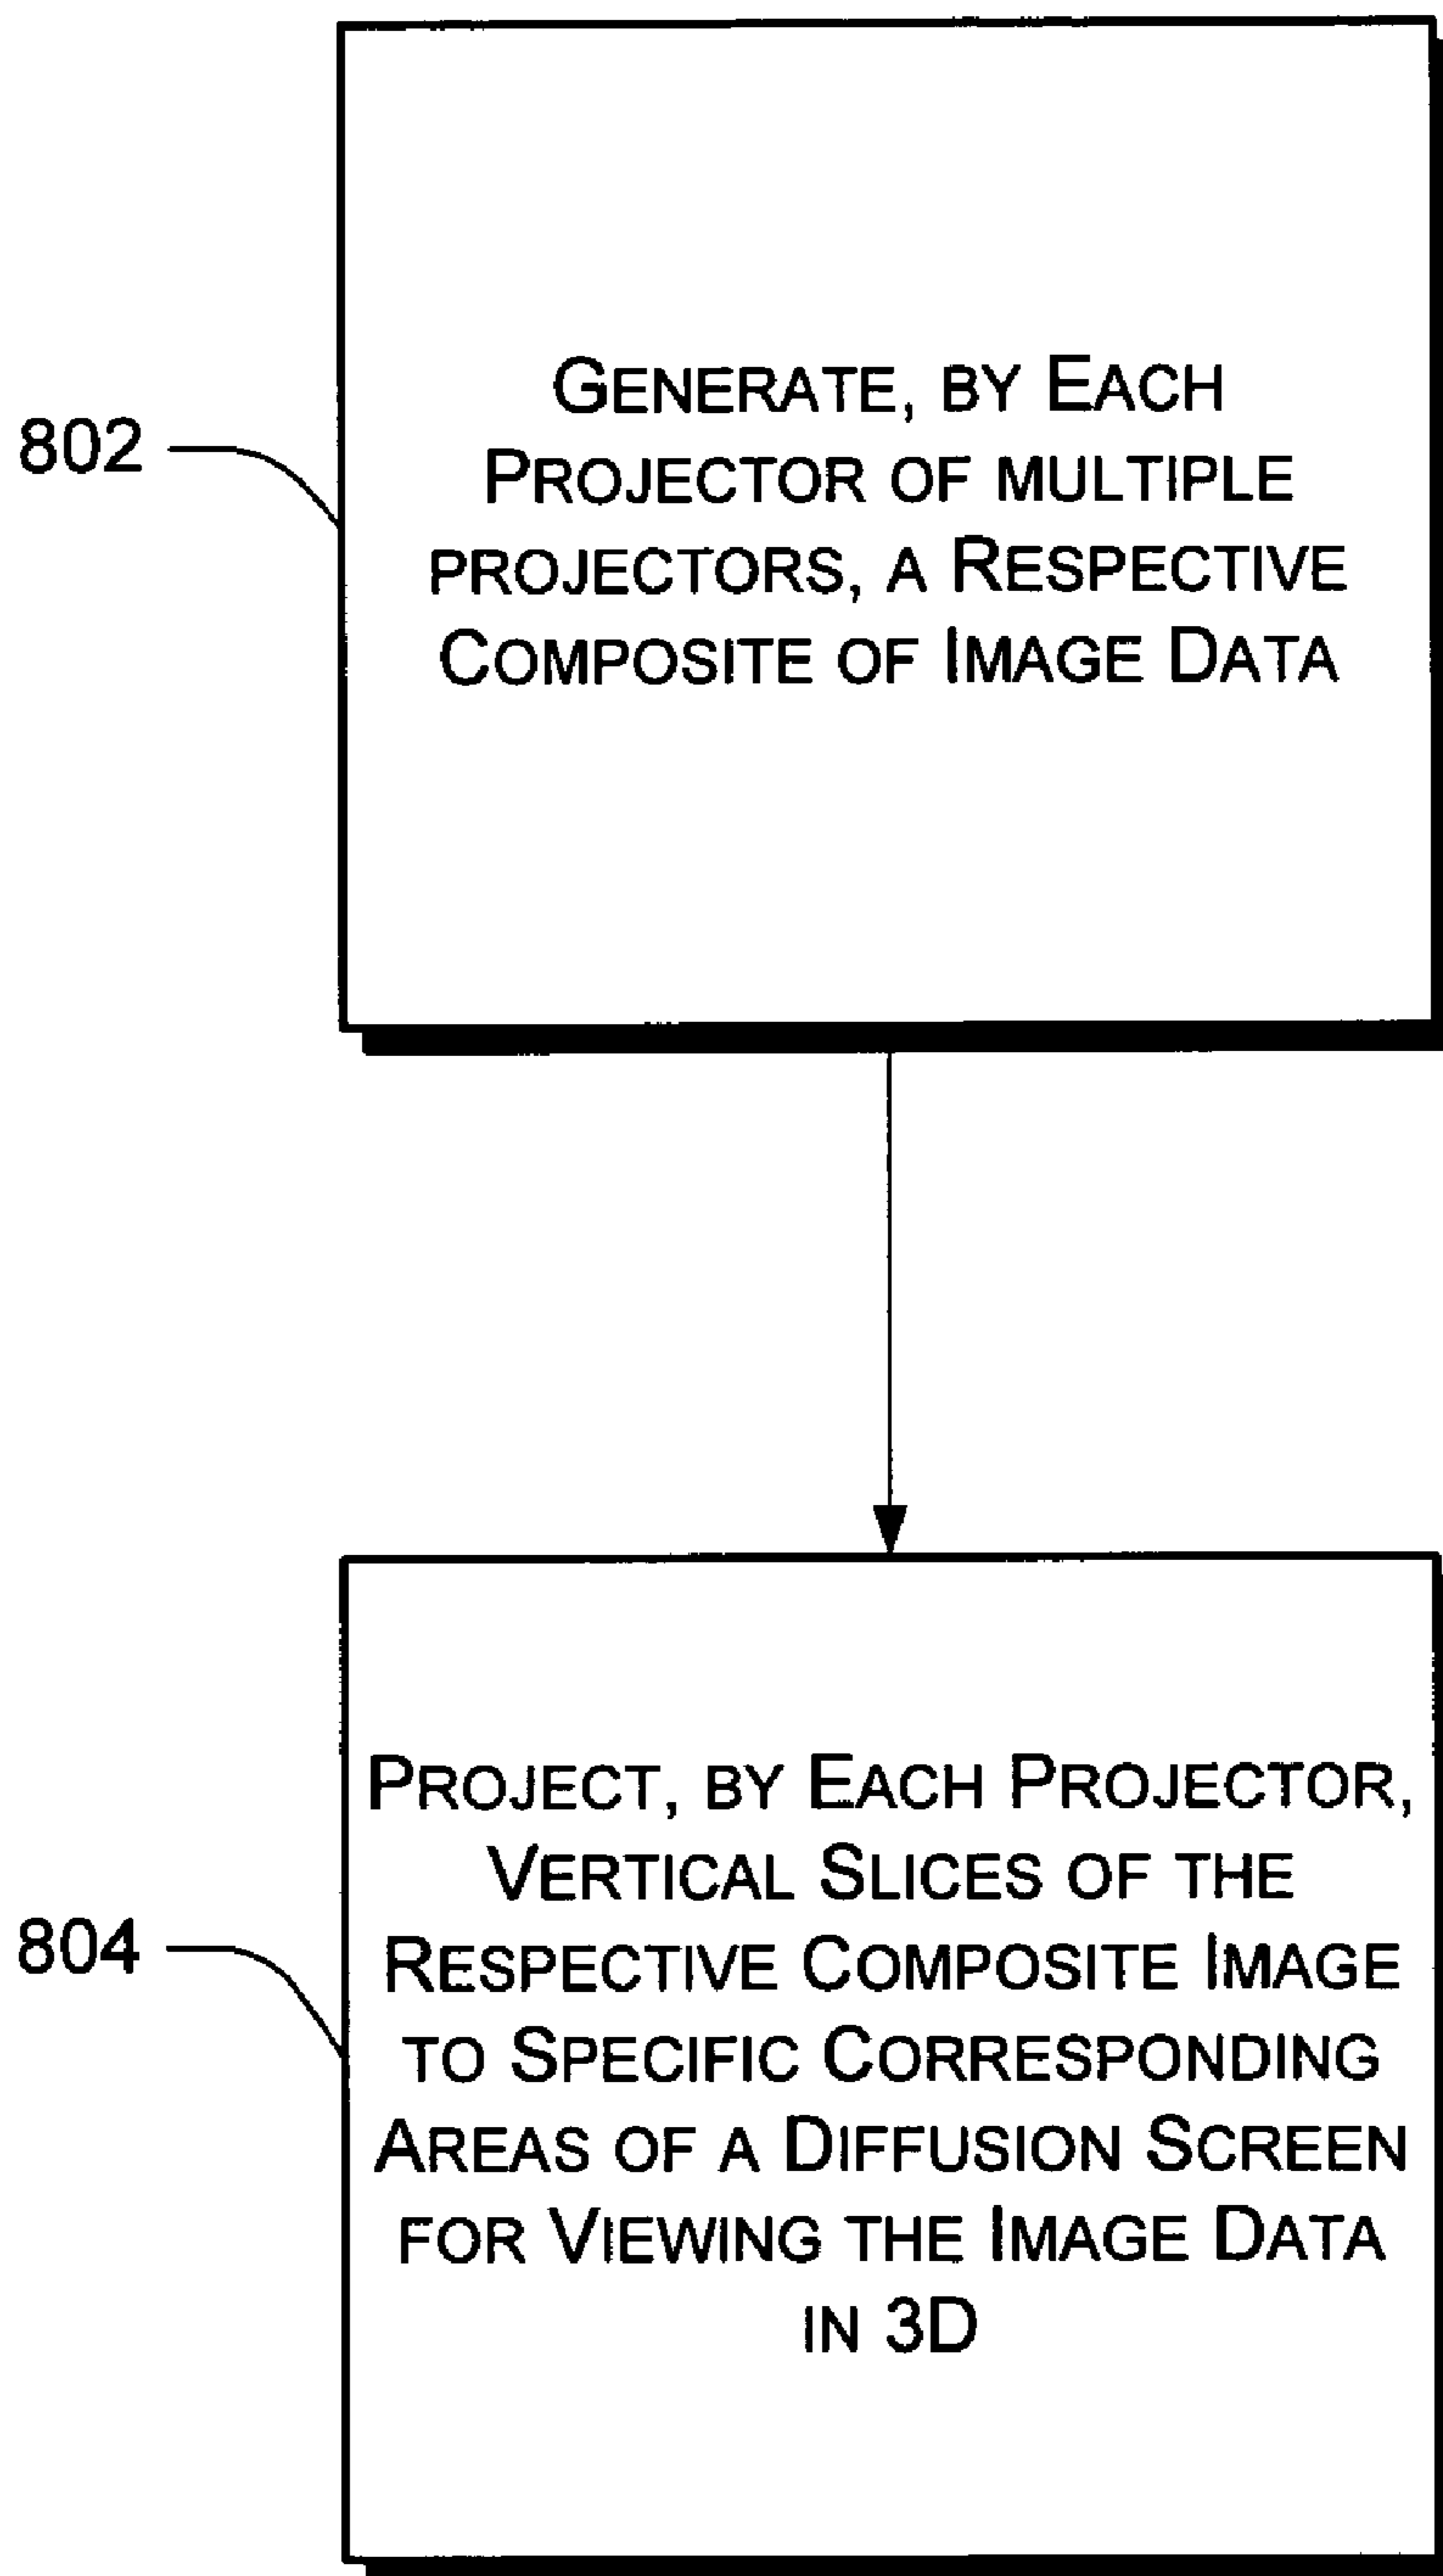 802
GENERATE, BY EACH
PROJECTOR OF MULTIPLE
PROJECTORS, A RESPECTIVE
COMPOSITE OF IMAGE DATA
804
PROJECT, BY EACH PROJECTOR,
VERTICAL SLICES OF THE
RESPECTIVE COMPOSITE IMAGE
TO SPECIFIC CORRESPONDING
AREAS OF A DIFFUSION SCREEN
FOR VIEWING THE IMAGE DATA
IN 3D